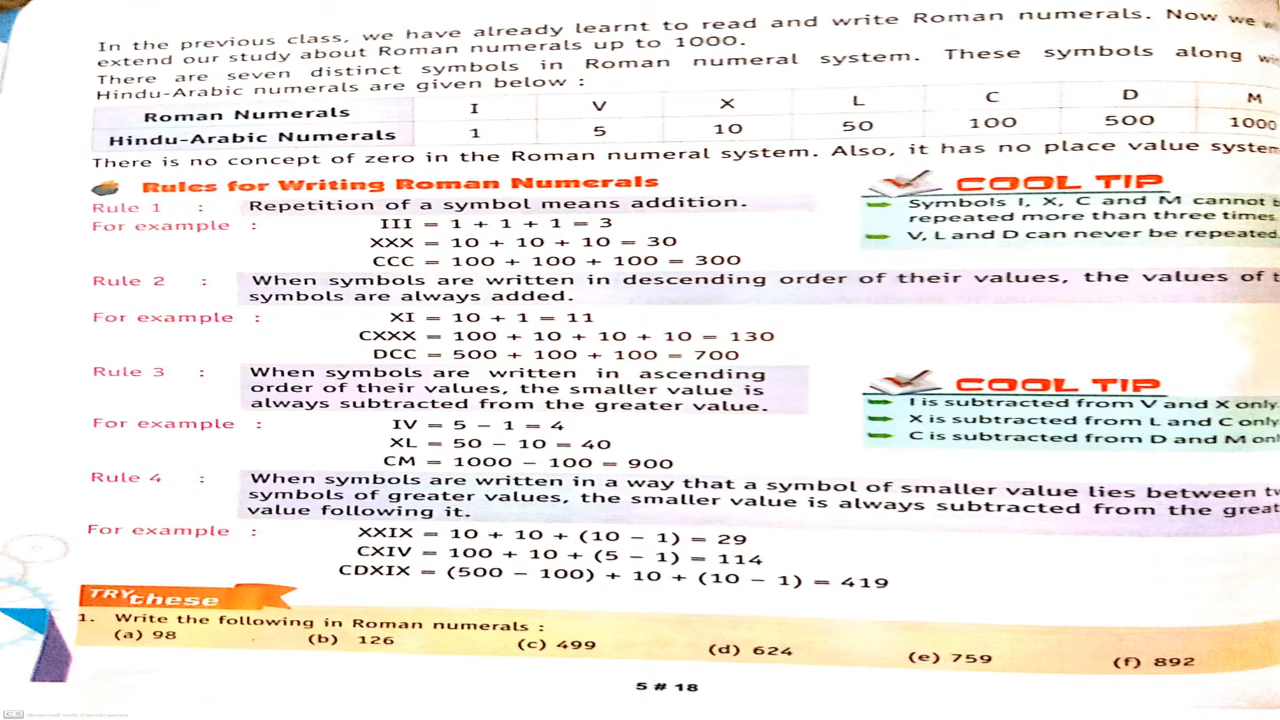 In the previous class, we have already learnt to read and write Roman numerals. Now we
extend our study about Roman numerals up to 1000.
There are seven distinct symbols in Roman numeral system. These symbols along
Hindu-Arabic numerals are given below :
Roman Numerals I V X L C D M
Hindu-Arabic Numerals 1 5 10 50 100 500 1000
There is no concept of zero in the Roman numeral system. Also, it has no place value system
Rules for Writing Roman Numerals
Rule 1 : Repetition of a symbol means addition.
For example : III = 1 + 1 + 1 = 3
XXX = 10 + 10 + 10 = 30
CCC = 100 + 100 + 100 = 300
COOL TIP
Symbols I, X, C and M cannot
repeated more than three times.
V, L and D can never be repeated.
Rule 2 : When symbols are written in descending order of their values, the values of
symbols are always added.
For example : XI = 10 + 1 = 11
CXXX = 100 + 10 + 10 + 10 = 130
DCC = 500 + 100 + 100 = 700
Rule 3 : When symbols are written in ascending
order of their values, the smaller value is
always subtracted from the greater value.
For example : IV = 5 − 1 = 4
XL = 50 − 10 = 40
CM = 1000 − 100 = 900
COOL TIP
I is subtracted from V and X only.
X is subtracted from L and C only
C is subtracted from D and M
Rule 4 : When symbols are written in a way that a symbol of smaller value lies between
symbols of greater values, the smaller value is always subtracted from the
value following it.
For example : XXIX = 10 + 10 + (10 − 1) = 29
CXIV = 100 + 10 + (5 − 1) = 114
CDXIX = (500 − 100) + 10 + (10 − 1) = 419
TRY these
1. Write the following in Roman numerals :
(a) 98 (b) 126 (c) 499 (d) 624 (e) 759 (f) 892
5 # 18
CS Scanned with CamScanner